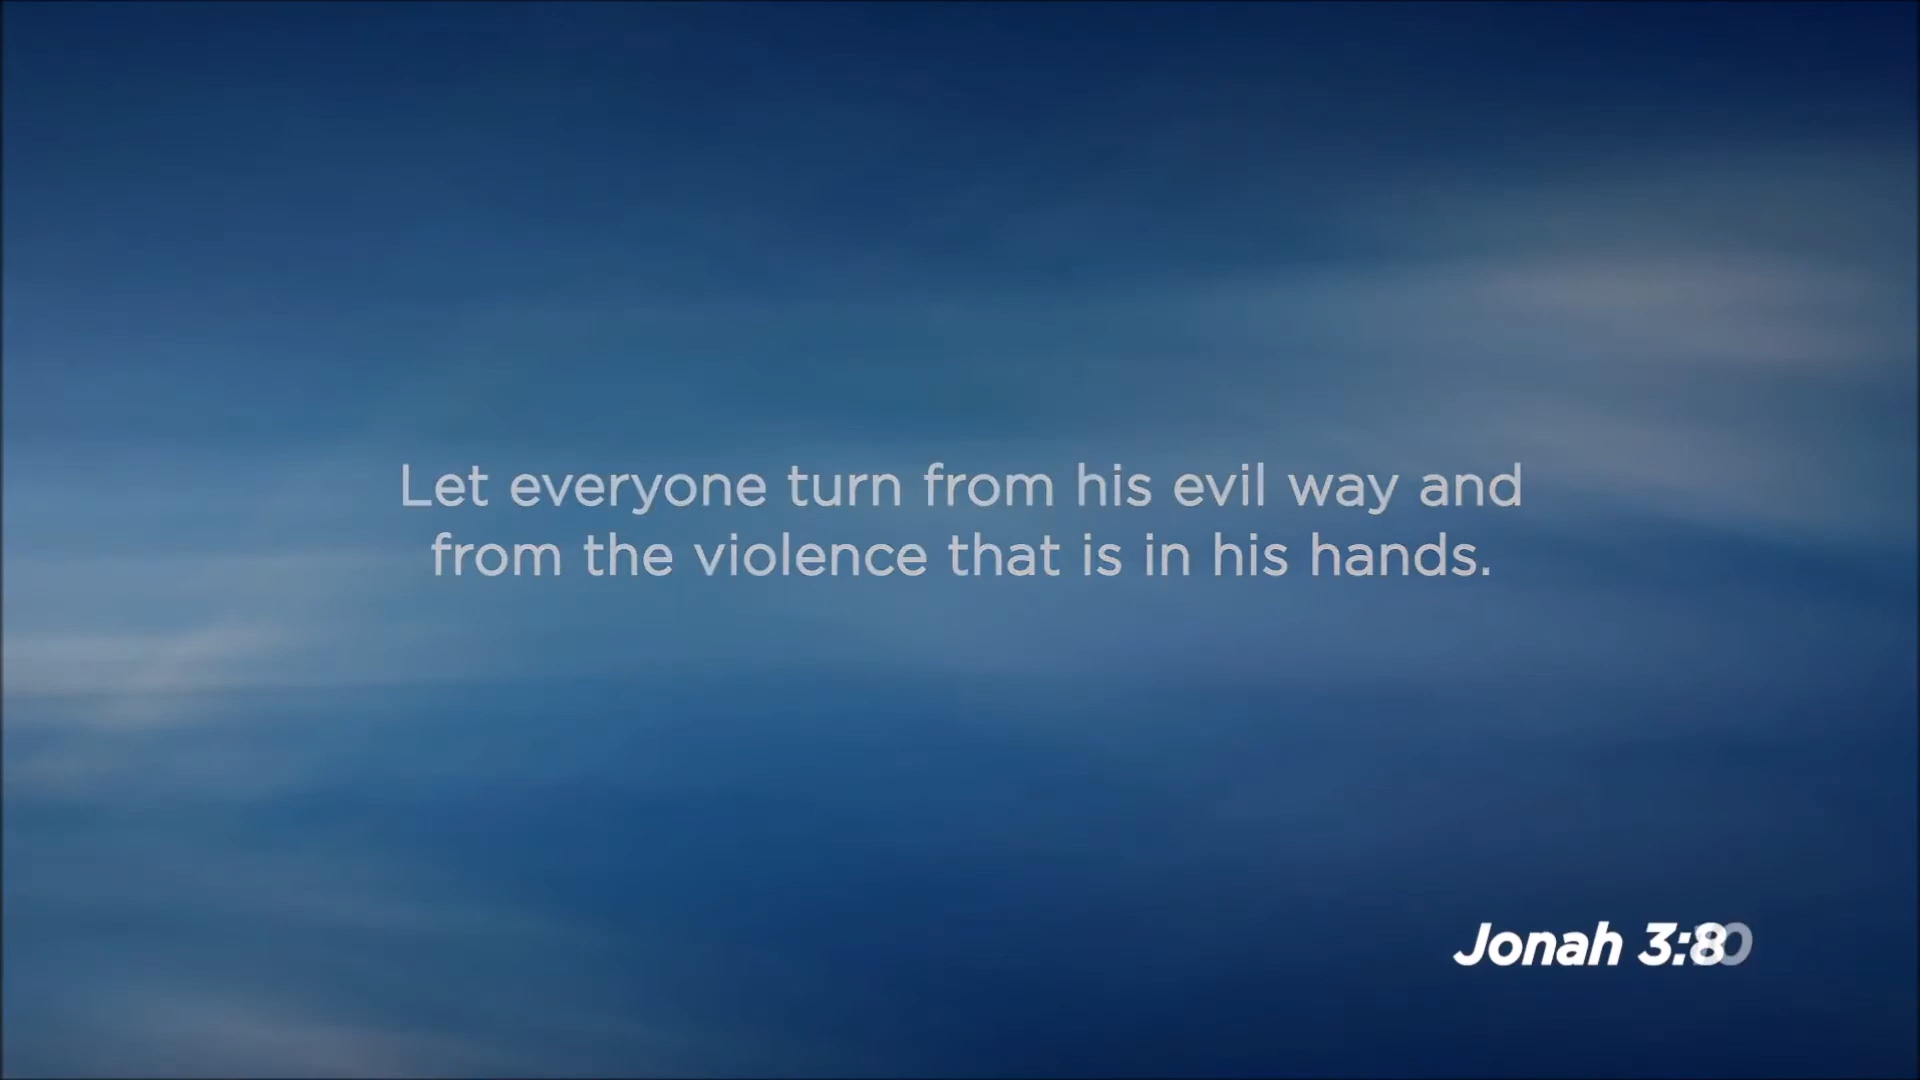 Let everyone turn from his evil way and
from the violence that is in his hands.
Jonah 3:8